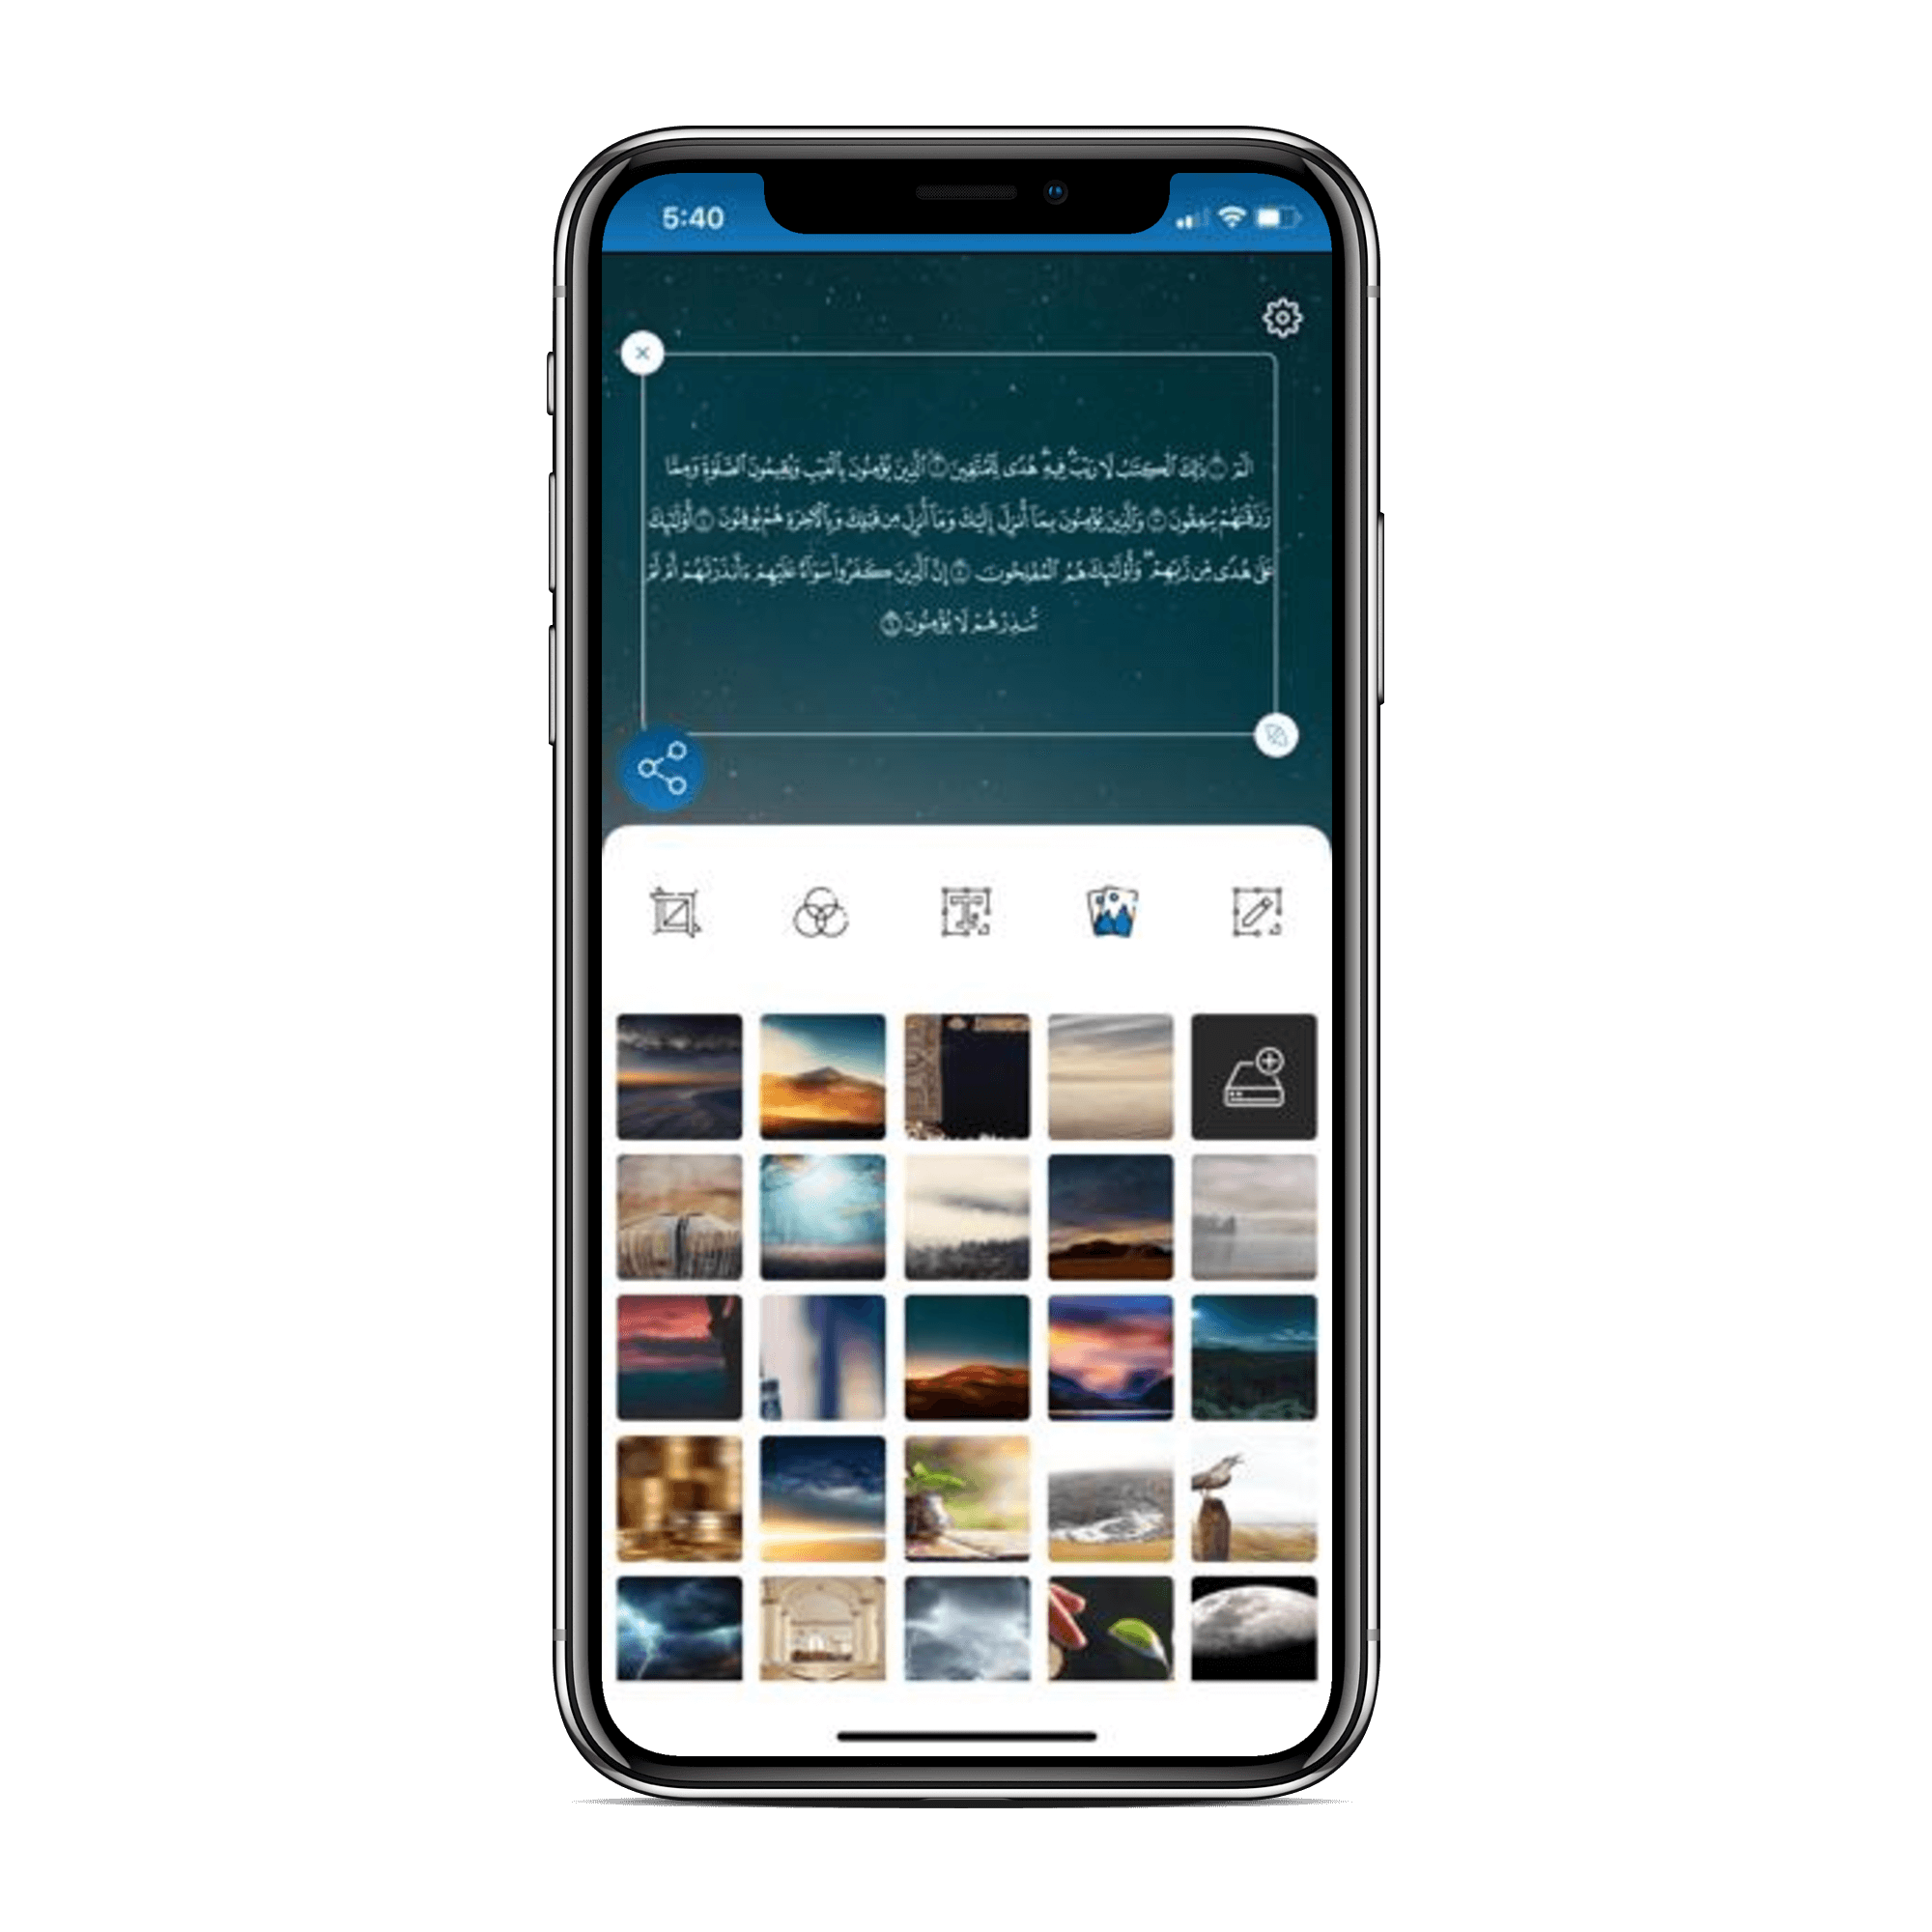 5:40
الٓمٓ ۝ ذَٰلِكَ ٱلْكِتَـٰبُ لَا رَيْبَ ۛ فِيهِ ۛ هُدًى لِّلْمُتَّقِينَ ۝ ٱلَّذِينَ يُؤْمِنُونَ بِٱلْغَيْبِ وَيُقِيمُونَ ٱلصَّلَوٰةَ وَمِمَّا
رَزَقْنَـٰهُمْ يُنفِقُونَ ۝ وَٱلَّذِينَ يُؤْمِنُونَ بِمَآ أُنزِلَ إِلَيْكَ وَمَآ أُنزِلَ مِن قَبْلِكَ وَبِٱلْـَٔاخِرَةِ هُمْ يُوقِنُونَ ۝ أُو۟لَـٰٓئِكَ
عَلَىٰ هُدًى مِّن رَّبِّهِمْ ۖ وَأُو۟لَـٰٓئِكَ هُمُ ٱلْمُفْلِحُونَ ۝ إِنَّ ٱلَّذِينَ كَفَرُوا۟ سَوَآءٌ عَلَيْهِمْ ءَأَنذَرْتَهُمْ أَمْ لَمْ
تُنذِرْهُمْ لَا يُؤْمِنُونَ ۝